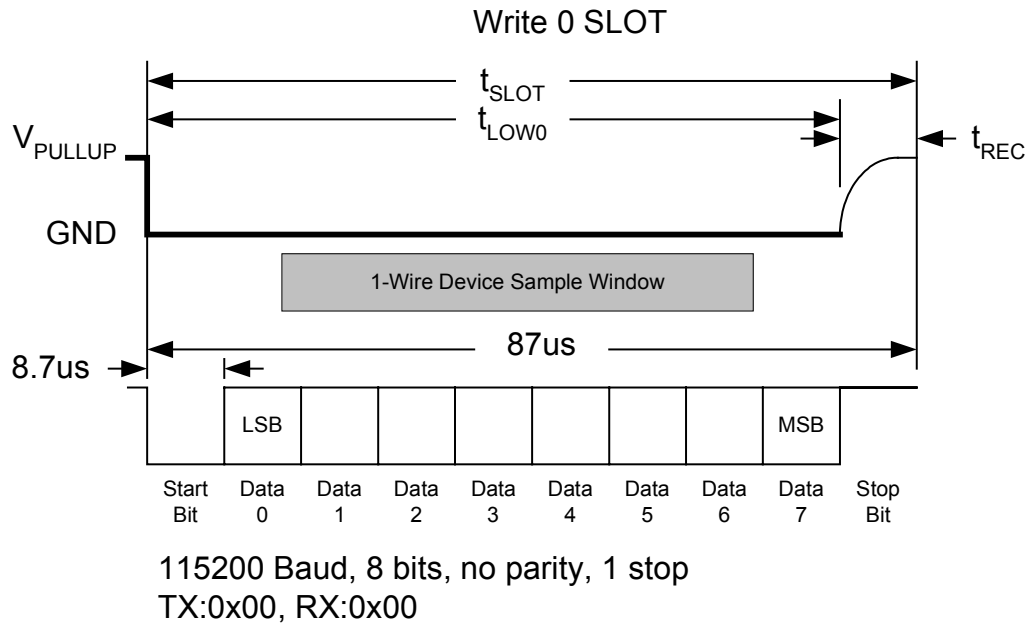 Write 0 SLOT
tSLOT
tLOW0
VPULLUP
tREC
GND
1-Wire Device Sample Window
87us
8.7us
LSB
MSB
Start Bit
Data 0
Data 1
Data 2
Data 3
Data 4
Data 5
Data 6
Data 7
Stop Bit
115200 Baud, 8 bits, no parity, 1 stop
TX:0x00, RX:0x00